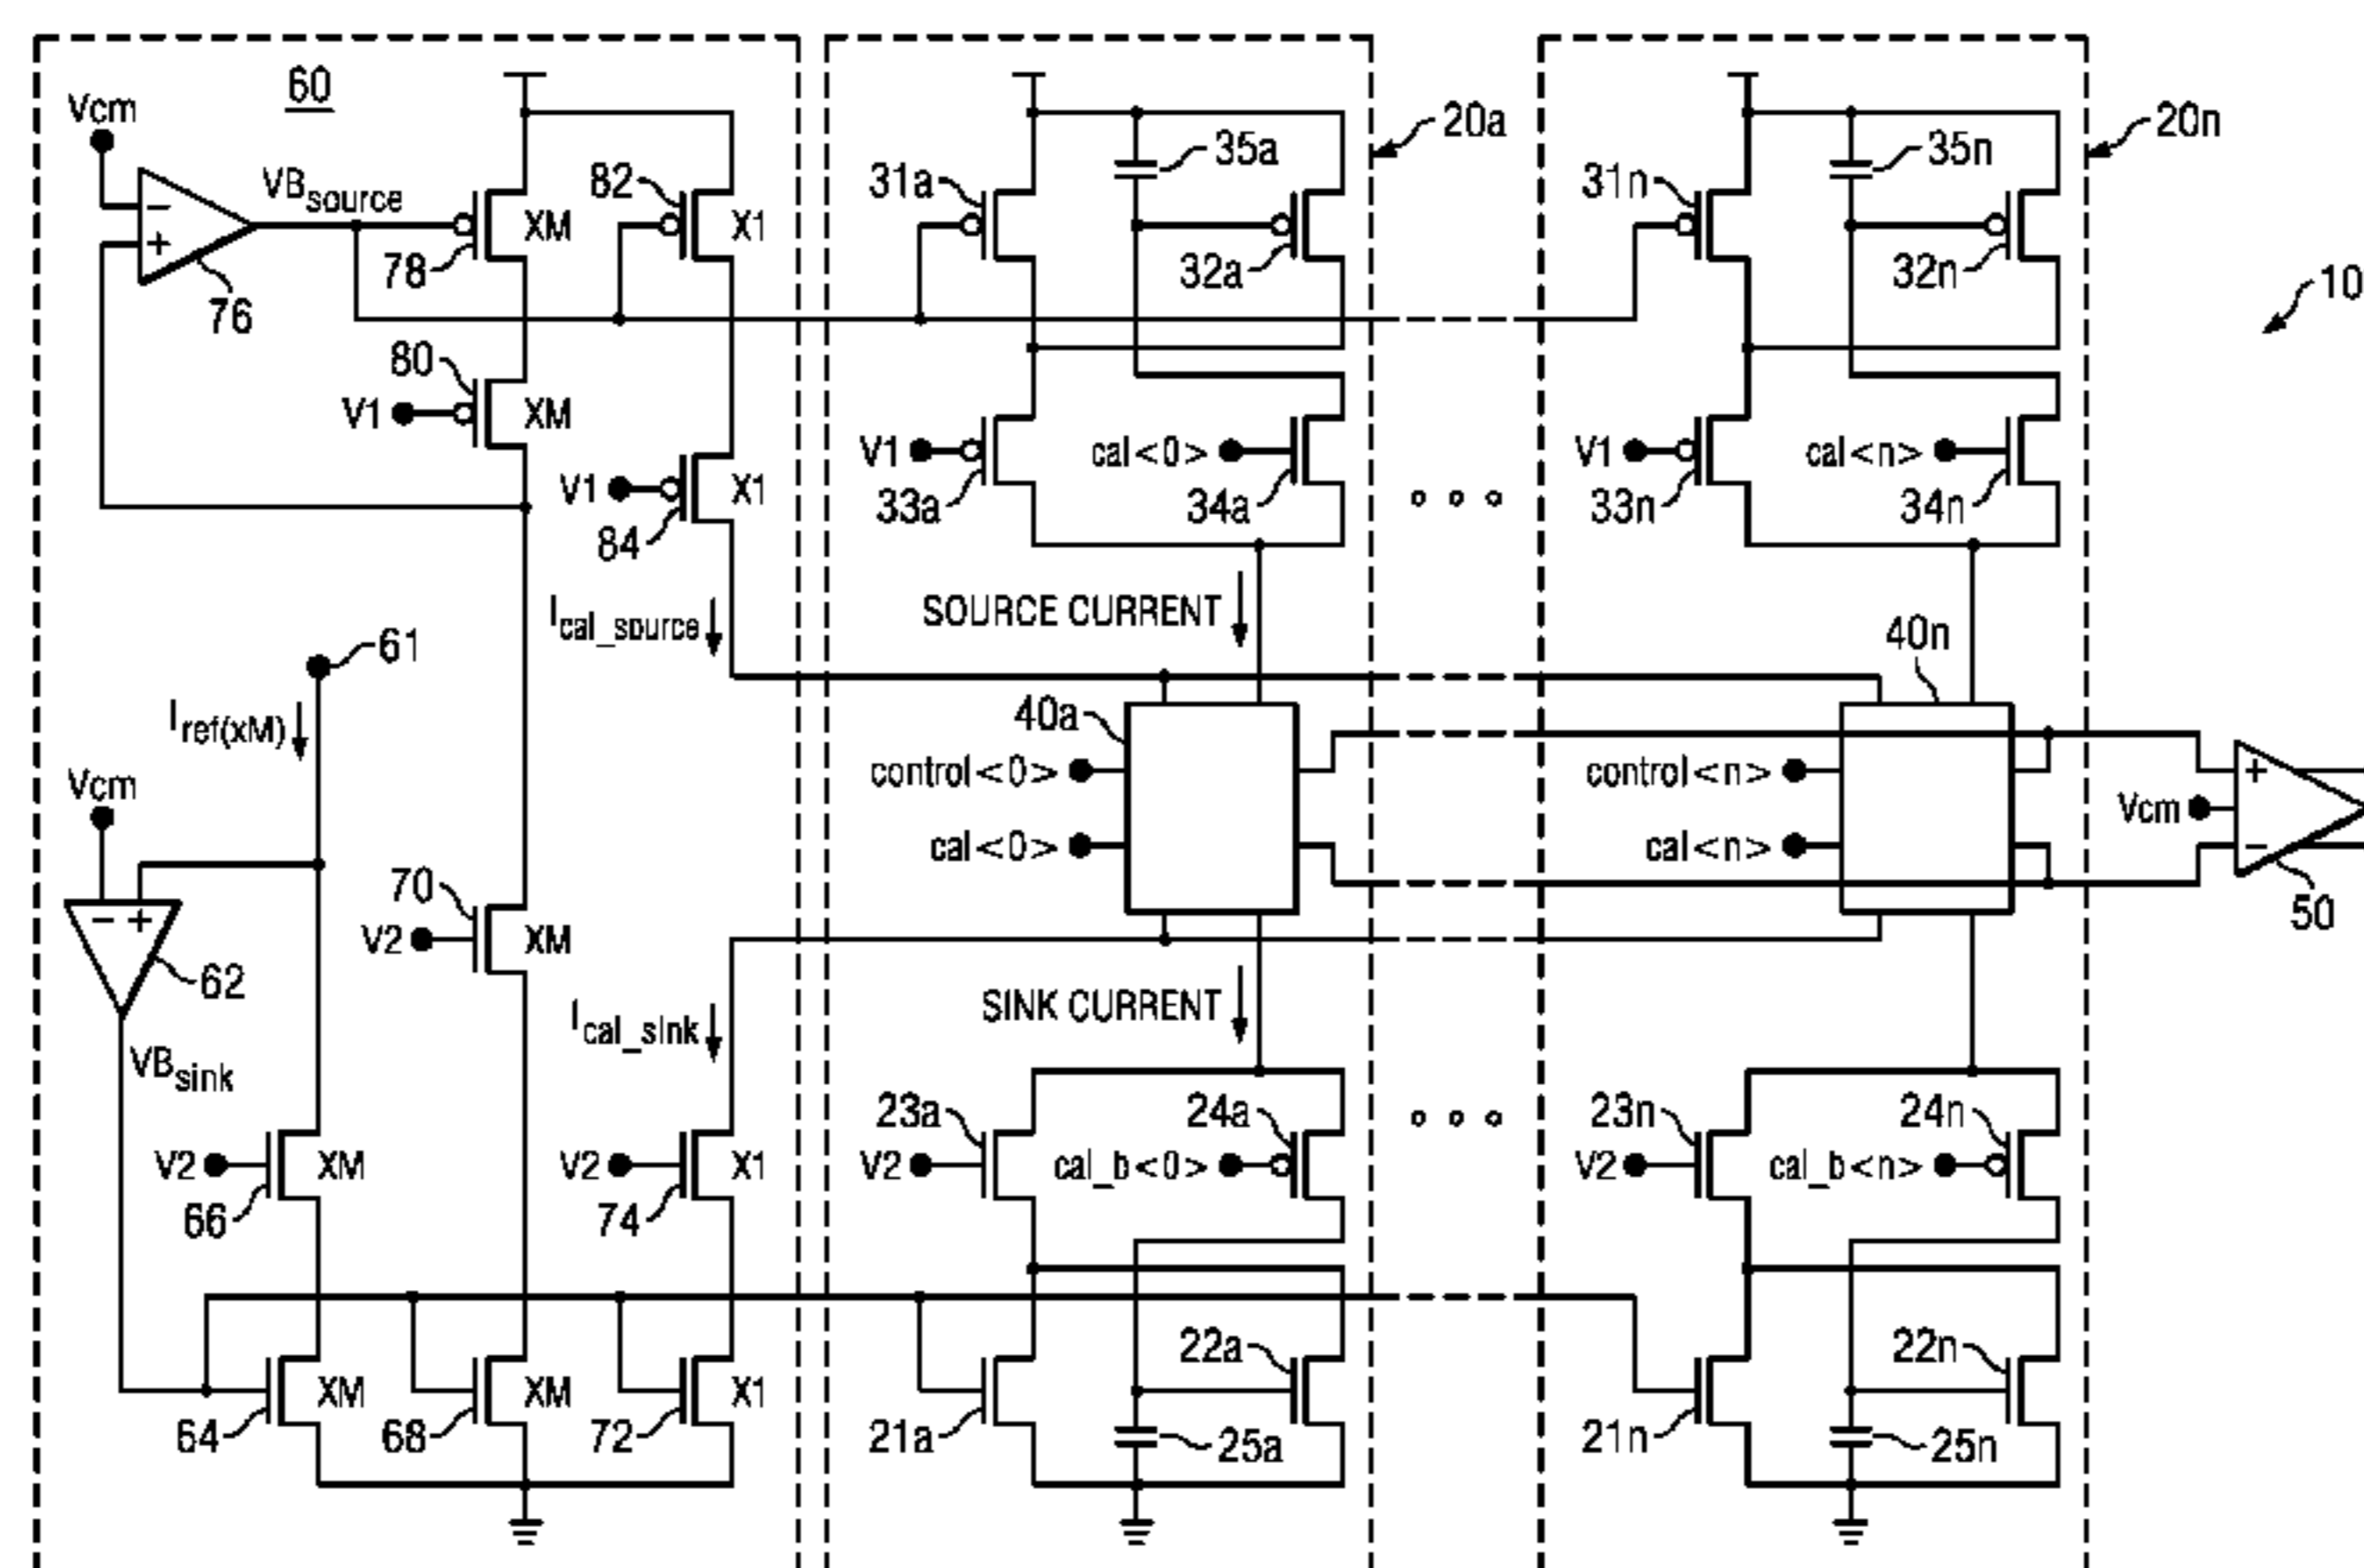 60
Vcm
VBsource
−
+
76
78
XM
82
X1
80
V1
XM
V1
X1
84
Ical_source
61
Iref(xM)
Vcm
− +
62
VBsink
70
V2
XM
Ical_sink
V2
XM
66
V2
X1
74
XM
64
XM
68
X1
72
20a
35a
31a
32a
V1
33a
cal<0>
34a
SOURCE CURRENT
40a
control<0>
cal<0>
SINK CURRENT
23a
V2
24a
cal_b<0>
22a
21a
25a
20n
35n
31n
32n
V1
33n
cal<n>
34n
40n
control<n>
cal<n>
23n
V2
24n
cal_b<n>
22n
21n
25n
10
Vcm
+
−
50